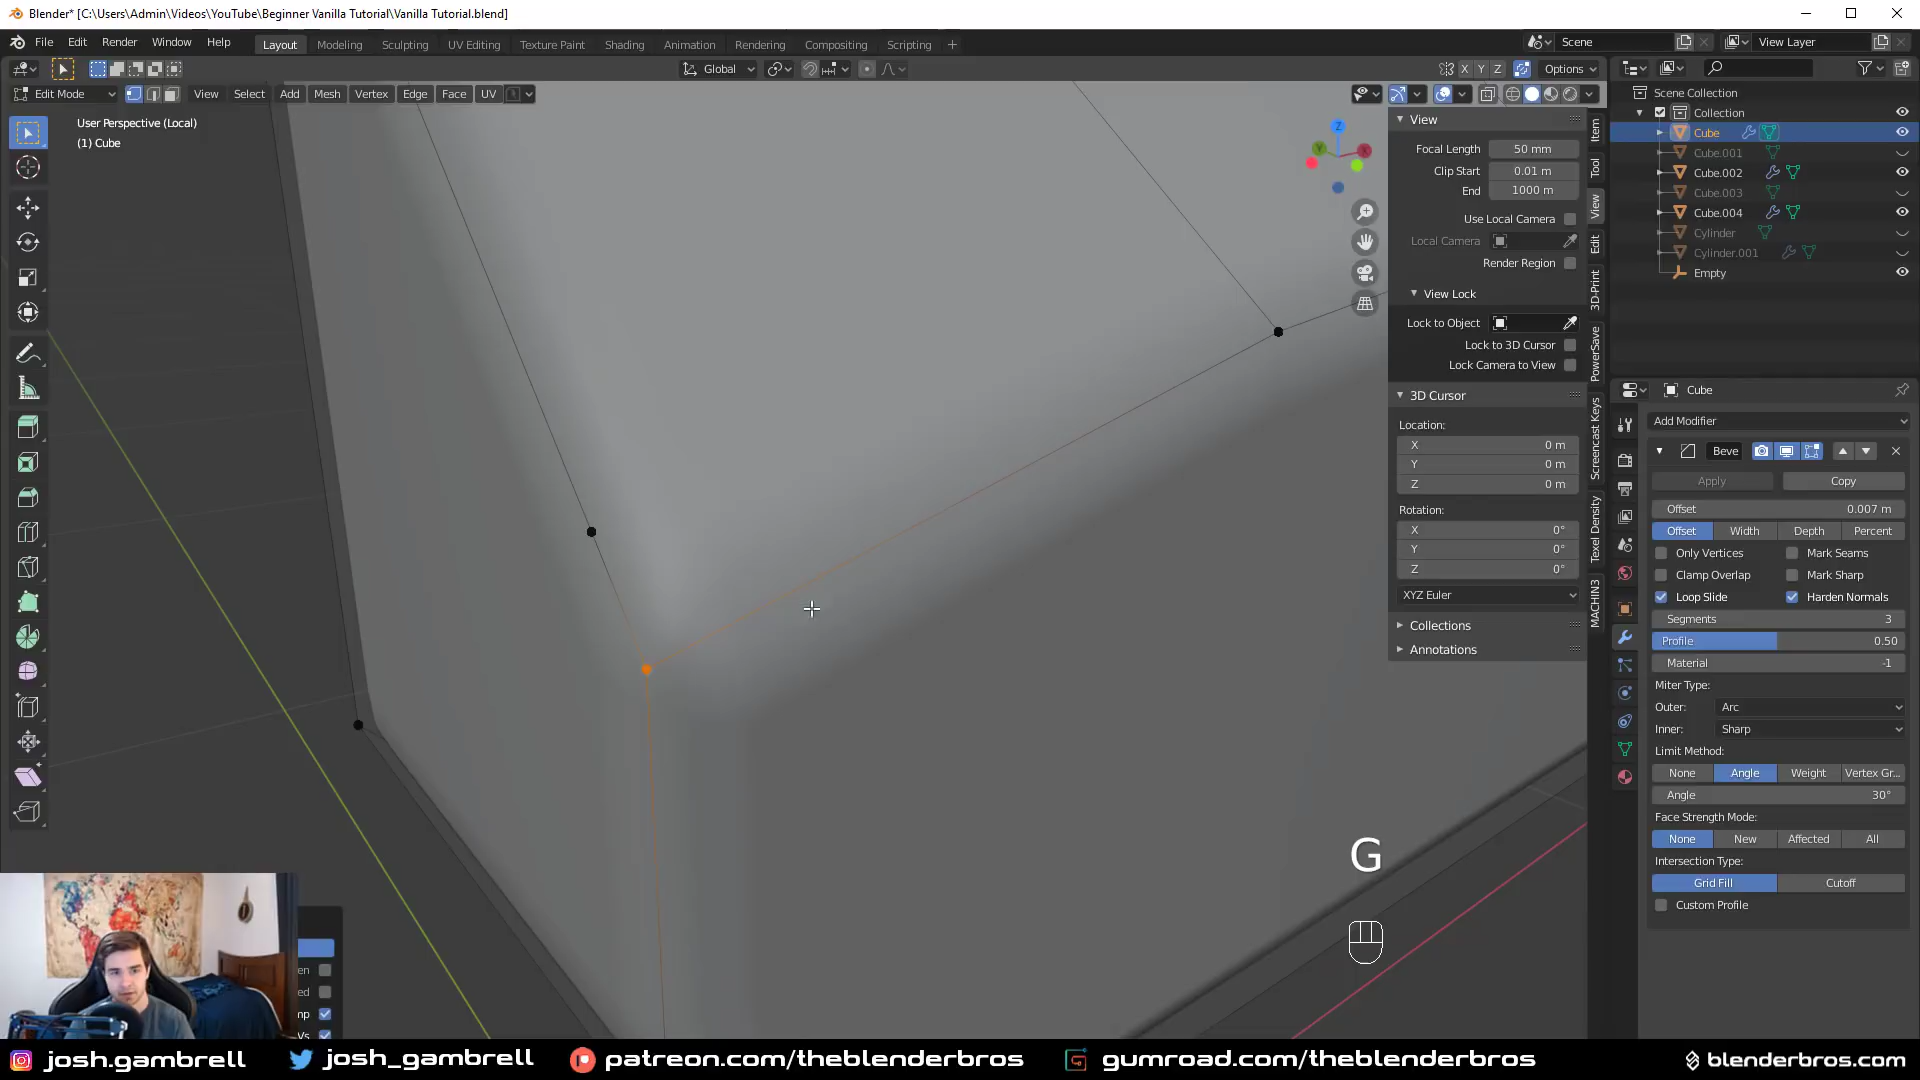 Blender* [C:\Users\Admin\Videos\YouTube\Beginner Vanilla Tutorial\Vanilla Tutorial.blend]
File Edit Render Window Help
Layout Modeling Sculpting UV Editing Texture Paint Shading Animation Rendering Compositing Scripting +
Scene
View Layer
Global
X Y Z
Options
Edit Mode
View Select Add Mesh Vertex Edge Face UV
User Perspective (Local)
(1) Cube
Z
Y
X
View
Focal Length 50 mm
Clip Start 0.01 m
End 1000 m
Use Local Camera
Local Camera
Render Region
View Lock
Lock to Object
Lock to 3D Cursor
Lock Camera to View
3D Cursor
Location:
X 0 m
Y 0 m
Z 0 m
Rotation:
X 0°
Y 0°
Z 0°
XYZ Euler
Collections
Annotations
Item
Tool
View
Edit
3D-Print
PowerSave
Screencast Keys
Texel Density
MACHIN3
Scene Collection
Collection
Cube
Cube.001
Cube.002
Cube.003
Cube.004
Cylinder
Cylinder.001
Empty
Cube
Add Modifier
Beve
Apply Copy
Offset 0.007 m
Offset Width Depth Percent
Only Vertices Mark Seams
Clamp Overlap Mark Sharp
Loop Slide Harden Normals
Segments 3
Profile 0.50
Material -1
Miter Type:
Outer: Arc
Inner: Sharp
Limit Method:
None Angle Weight Vertex Gr...
Angle 30°
Face Strength Mode:
None New Affected All
Intersection Type:
Grid Fill Cutoff
Custom Profile
G
en
ed
mp
Vs
josh.gambrell josh_gambrell patreon.com/theblenderbros gumroad.com/theblenderbros blenderbros.com